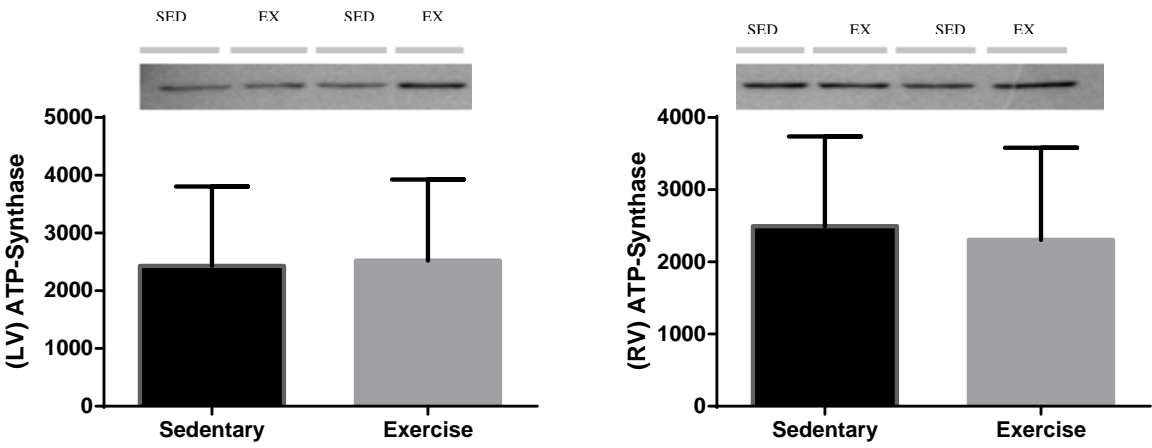 SED EX SED EX
5000
4000
3000
2000
1000
0
(LV) ATP-Synthase
Sedentary Exercise
SED EX SED EX
4000
3000
2000
1000
0
(RV) ATP-Synthase
Sedentary Exercise